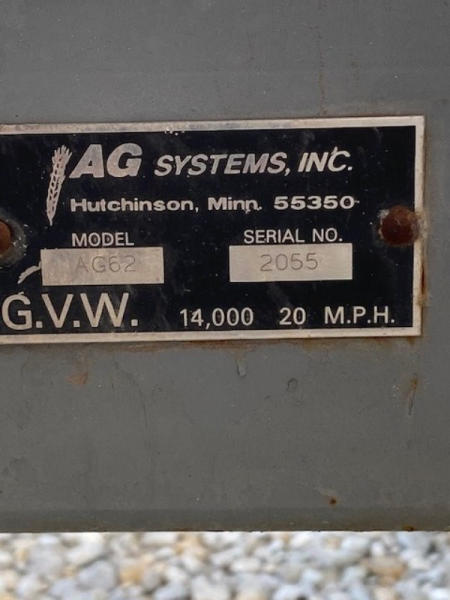 AG SYSTEMS, INC.
Hutchinson, Minn. 55350
MODEL SERIAL NO.
AG62 2055
G.V.W. 14,000 20 M.P.H.